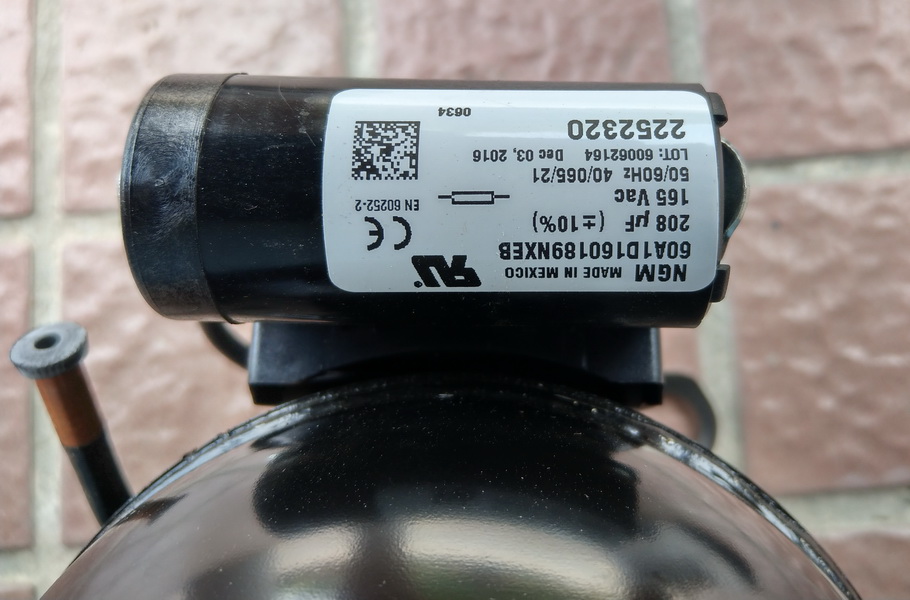 NGM MADE IN MEXICO
60A1D160189NXEB
208 µF (±10%)
165 Vac EN 60252-2
50/60Hz 40/065/21
LOT: 60062164 Dec 03, 2016
2252320
0634